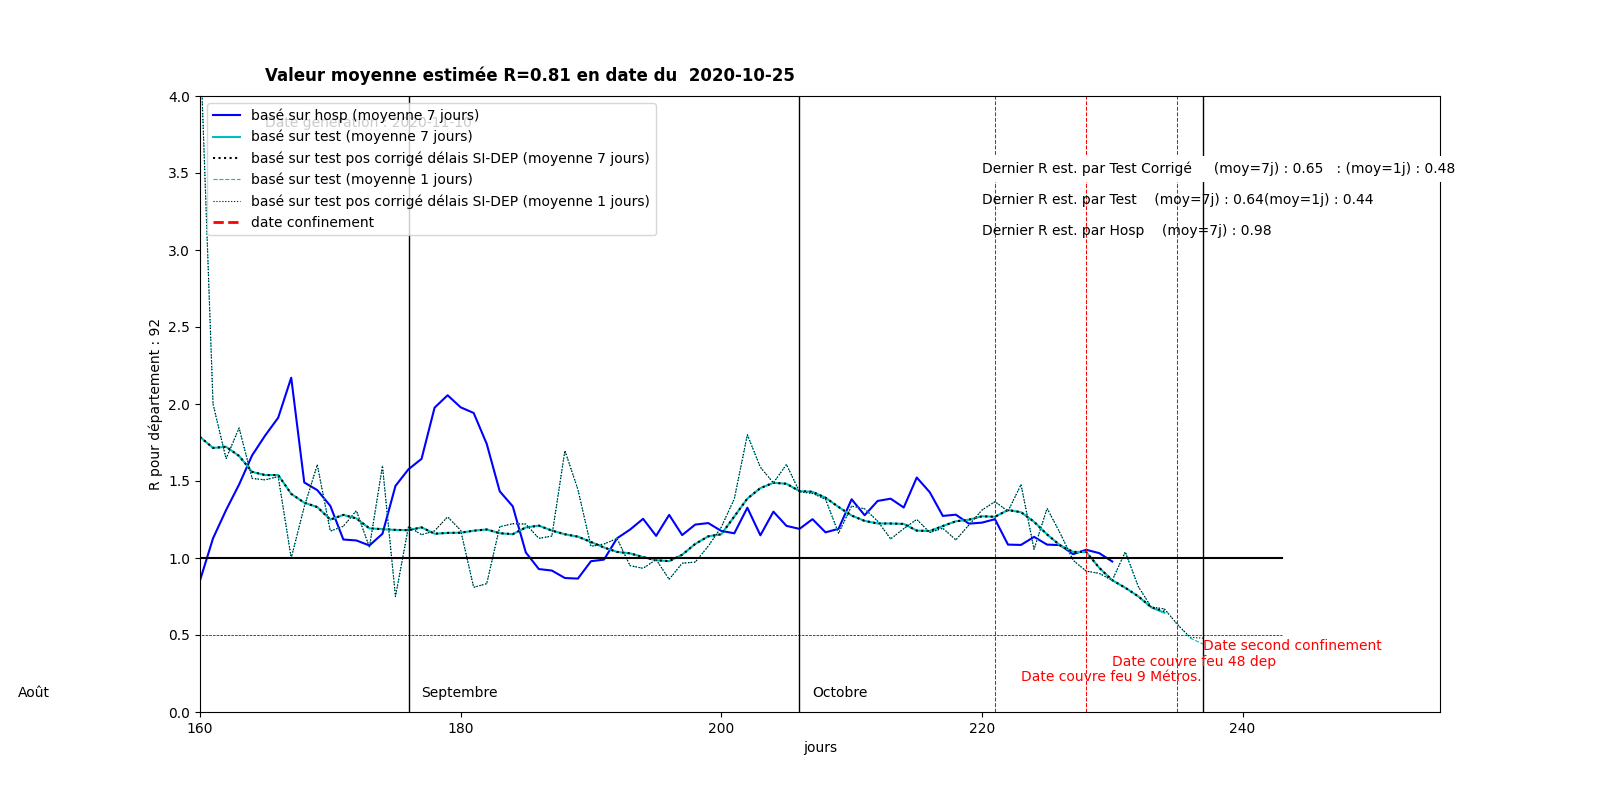 Valeur moyenne estimée R=0.81 en date du  2020-10-25
Date génération : 2020-11-10
basé sur hosp (moyenne 7 jours)
basé sur test (moyenne 7 jours)
basé sur test pos corrigé délais SI-DEP (moyenne 7 jours)
basé sur test (moyenne 1 jours)
basé sur test pos corrigé délais SI-DEP (moyenne 1 jours)
date confinement
Dernier R est. par Test Corrigé     (moy=7j) : 0.65   : (moy=1j) : 0.48
Dernier R est. par Test    (moy=7j) : 0.64(moy=1j) : 0.44
Dernier R est. par Hosp    (moy=7j) : 0.98
R pour département : 92
4.0
3.5
3.0
2.5
2.0
1.5
1.0
0.5
0.0
Date second confinement
Date couvre feu 48 dep
Date couvre feu 9 Métros.
Août
Septembre
Octobre
160
180
200
220
240
jours